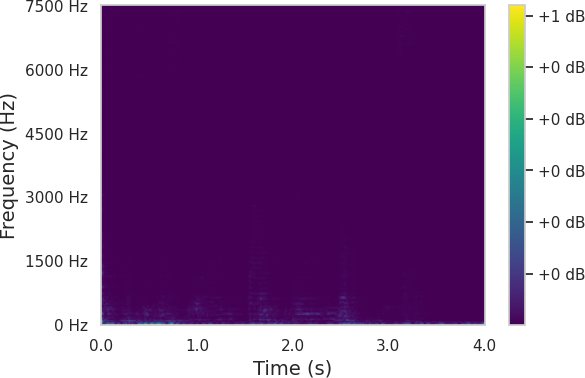 7500 Hz
6000 Hz
4500 Hz
3000 Hz
1500 Hz
0 Hz
Frequency (Hz)
0.0 1.0 2.0 3.0 4.0
Time (s)
+1 dB
+0 dB
+0 dB
+0 dB
+0 dB
+0 dB